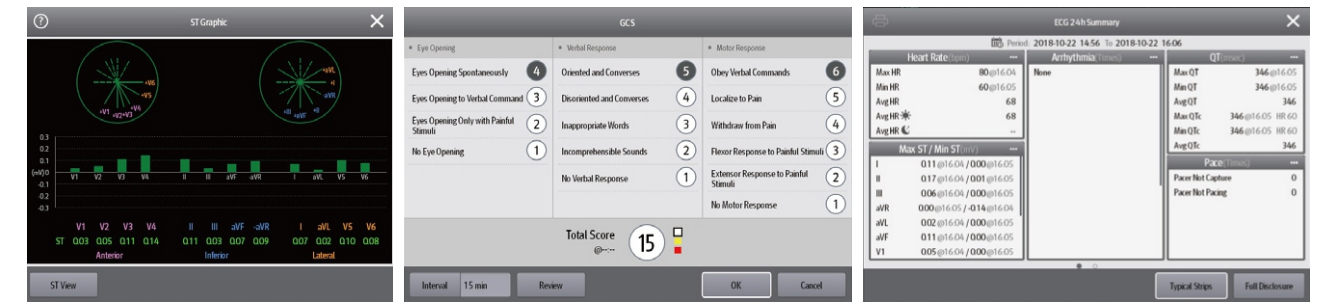 ST Graphic
+V6
+V5
+V4
+V1 +V2+V3
+aVL
+I
-aVR
+III +aVF +II
0.3
0.2
0.1
(mV)0
-0.1
-0.2
-0.3
V1 V2 V3 V4 II III aVF -aVR I aVL V5 V6
V1 V2 V3 V4 II III aVF -aVR I aVL V5 V6
ST 0.03 0.05 0.11 0.14 0.11 0.03 0.07 0.09 0.07 0.02 0.10 0.08
Anterior Inferior Lateral
ST View
GCS
Eye Opening
Eyes Opening Spontaneously 4
Eyes Opening to Verbal Command 3
Eyes Opening Only with Painful
Stimuli 2
No Eye Opening 1
Verbal Response
Oriented and Converses 5
Disoriented and Converses 4
Inappropriate Words 3
Incomprehensible Sounds 2
No Verbal Response 1
Motor Response
Obey Verbal Commands 6
Localize to Pain 5
Withdraw from Pain 4
Flexor Response to Painful Stimuli 3
Extensor Response to Painful
Stimuli 2
No Motor Response 1
Total Score 15
@--:--
Interval 15 min Review OK Cancel
ECG 24h Summary
Period: 2018-10-22 14:56 To 2018-10-22 16:06
Heart Rate(bpm)
Max HR 80@16:04
Min HR 60@16:05
Avg HR 68
Avg HR 68
Avg HR --
Max ST / Min ST(mV)
I 0.11@16:04 / 0.00@16:05
II 0.17@16:04 / 0.01@16:05
III 0.06@16:04 / 0.00@16:05
aVR 0.00@16:05 / -0.14@16:04
aVL 0.02@16:04 / 0.00@16:05
aVF 0.11@16:04 / 0.00@16:05
V1 0.05@16:04 / 0.00@16:05
Arrhythmia(Times)
None
QT(msec)
Max QT 346@16:05
Min QT 346@16:05
Avg QT 346
Max QTc 346@16:05 HR 60
Min QTc 346@16:05 HR 60
Avg QTc 346
Pace(Times)
Pacer Not Capture 0
Pacer Not Pacing 0
Typical Strips Full Disclosure